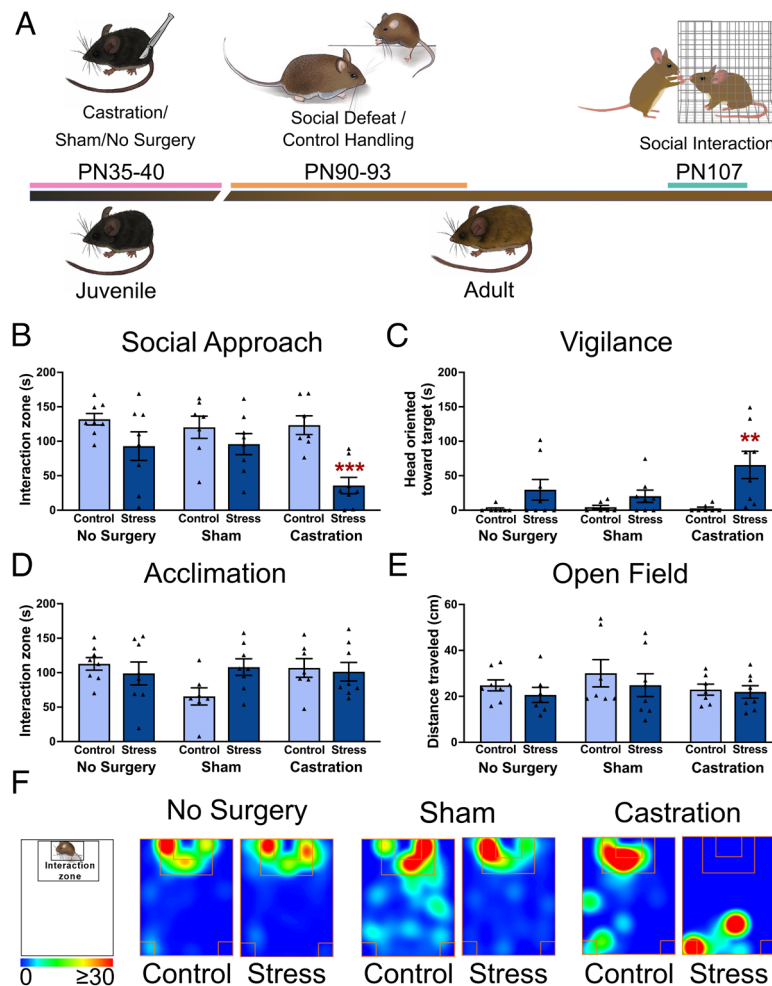 A
Castration/
Sham/No Surgery
Social Defeat /
Control Handling
Social Interaction
PN35-40
PN90-93
PN107
Juvenile
Adult
B
Social Approach
Interaction zone (s)
200
150
100
50
0
***
Control Stress Control Stress Control Stress
No Surgery Sham Castration
C
Vigilance
Head oriented
toward target (s)
200
150
100
50
0
**
Control Stress Control Stress Control Stress
No Surgery Sham Castration
D
Acclimation
Interaction zone (s)
200
150
100
50
0
Control Stress Control Stress Control Stress
No Surgery Sham Castration
E
Open Field
Distance traveled (cm)
60
40
20
0
Control Stress Control Stress Control Stress
No Surgery Sham Castration
F
No Surgery Sham Castration
Interaction
zone
0 ≥30
Control Stress Control Stress Control Stress